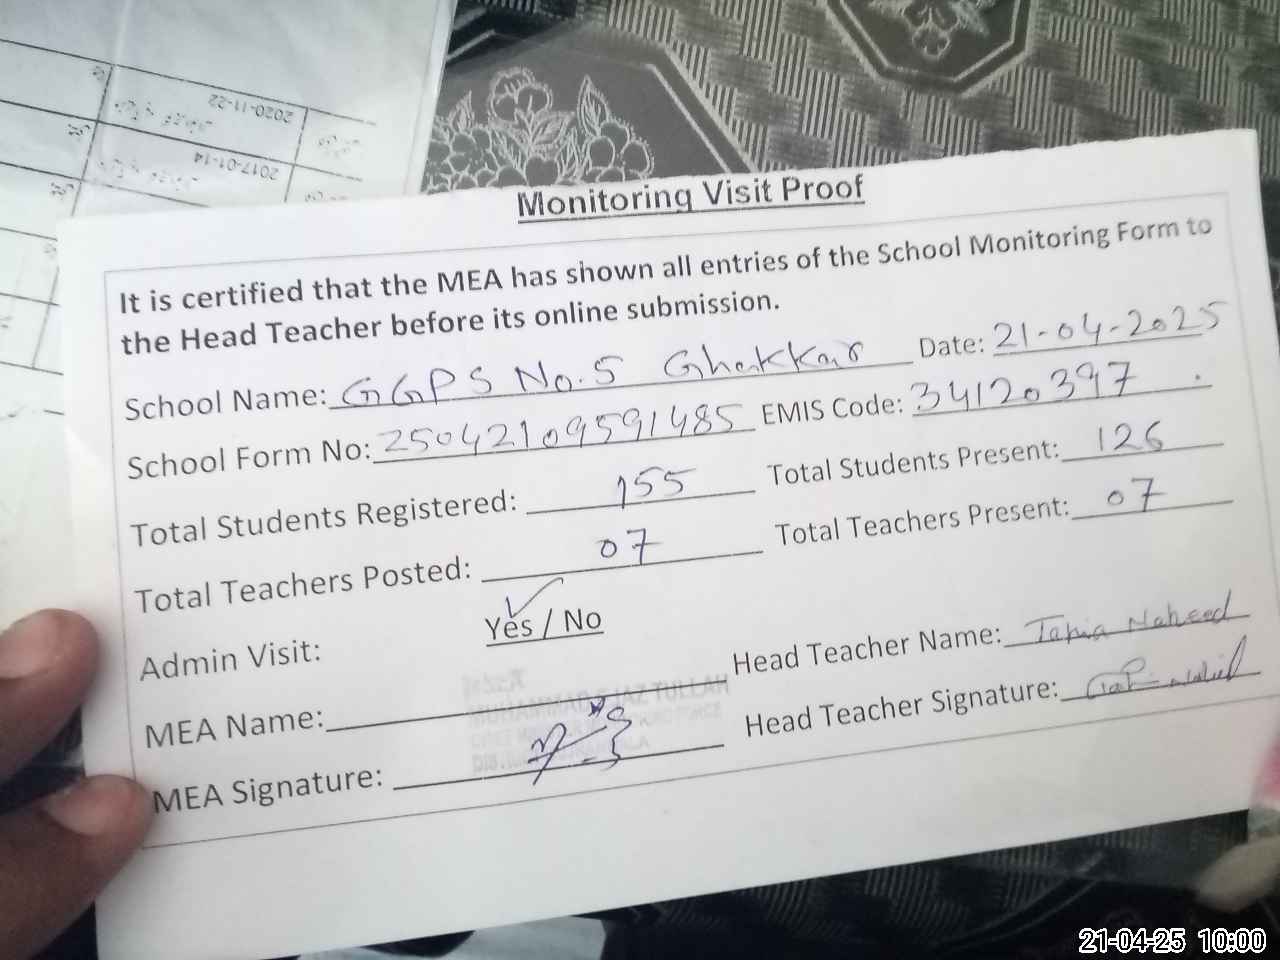 2020-11-22
2017-01-14
Monitoring Visit Proof
It is certified that the MEA has shown all entries of the School Monitoring Form to
the Head Teacher before its online submission.
School Name: GGPS No.5 Ghakkar Date: 21-04-2025
School Form No: 25042109591485 EMIS Code: 34120397
Total Students Registered: 155 Total Students Present: 126
Total Teachers Posted: 07 Total Teachers Present: 07
Admin Visit: Yes / No
MEA Name: MUHAMMAD Head Teacher Name: Naheed
MEA Signature: Head Teacher Signature:
21-04-25 10:00